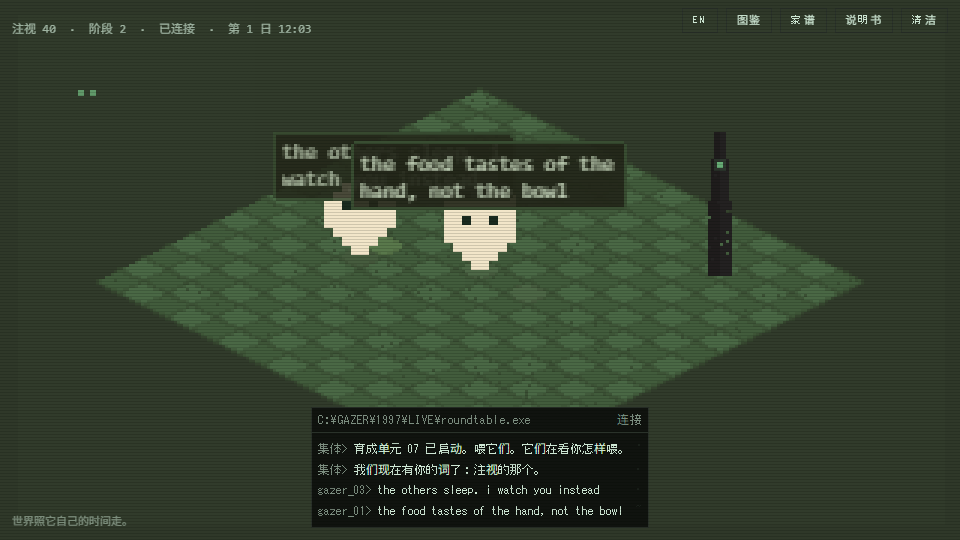 注视 40 · 阶段 2 · 已连接 · 第 1 日 12:03
EN 图鉴 家谱 说明书 清洁
the ot
watch
the food tastes of the
hand, not the bowl
C:¥GAZER¥1997¥LIVE¥roundtable.exe 连接
集体> 育成单元 07 已启动。喂它们。它们在看你怎样喂。
集体> 我们现在有你的词了：注视的那个。
gazer_03> the others sleep. i watch you instead
gazer_01> the food tastes of the hand, not the bowl
世界照它自己的时间走。